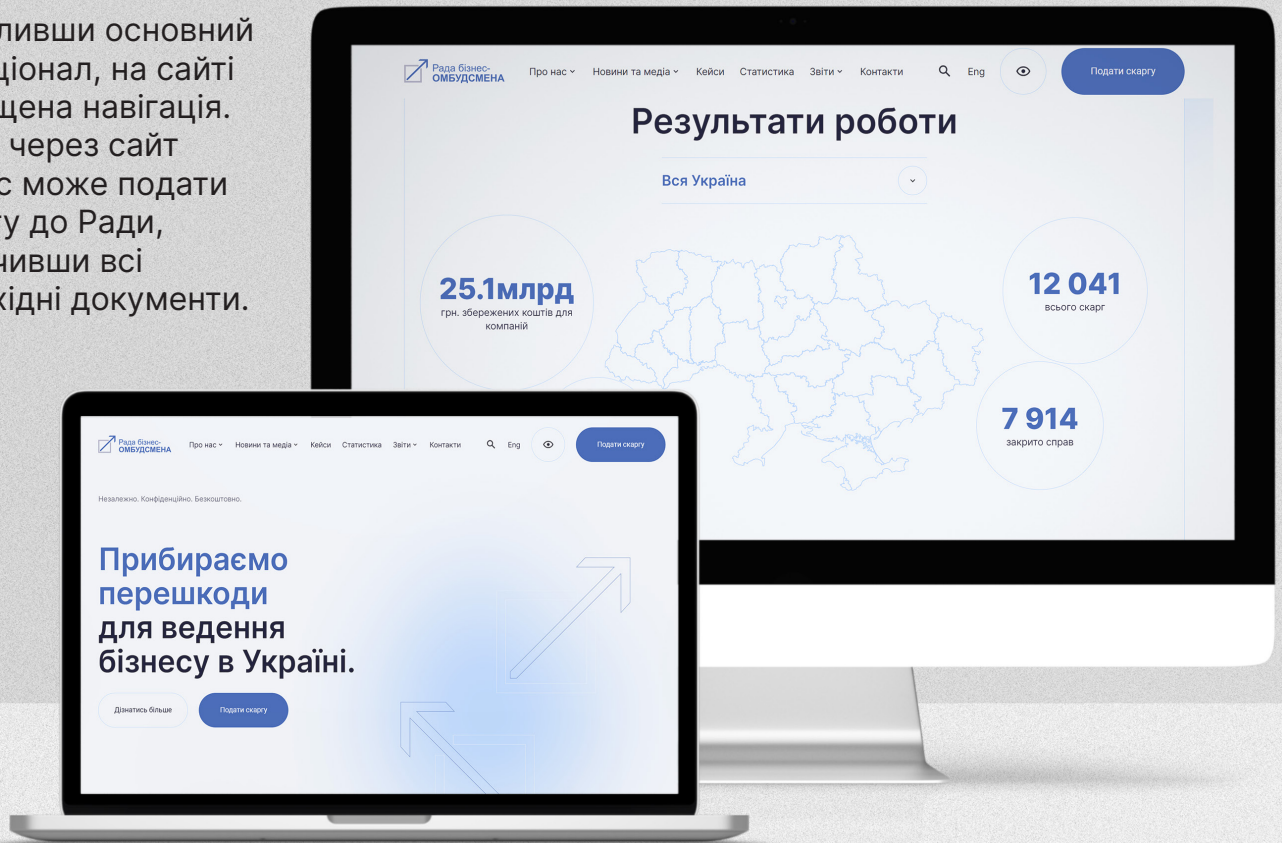 ливши основний
ціонал, на сайті
щена навігація.
через сайт
с може подати
гу до Ради,
чивши всі
хідні документи.
Рада бізнес-
ОМБУДСМЕНА
Про нас Новини та медіа Кейси Статистика Звіти Контакти Eng Подати скаргу
Результати роботи
Вся Україна
25.1млрд
грн. збережених коштів для
компаній
12 041
всього скарг
7 914
закрито справ
Рада бізнес-
ОМБУДСМЕНА
Про нас Новини та медіа Кейси Статистика Звіти Контакти Eng Подати скаргу
Незалежно. Конфіденційно. Безкоштовно.
Прибираємо
перешкоди
для ведення
бізнесу в Україні.
Дізнатись більше Подати скаргу